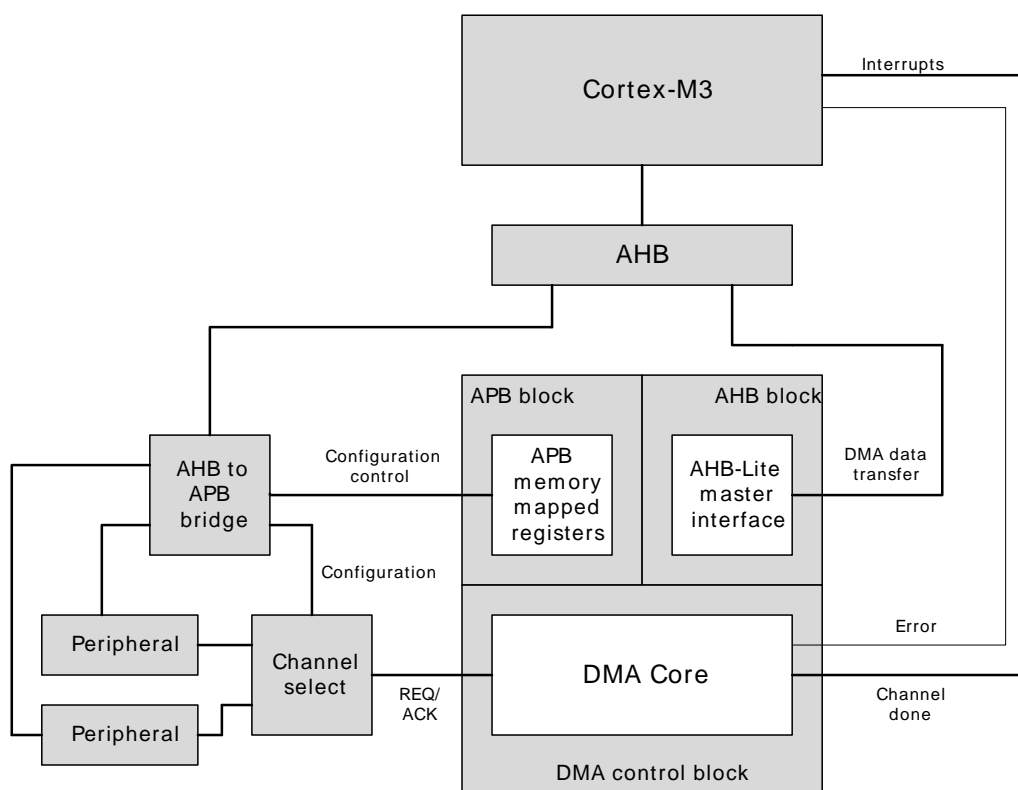 Cortex-M3
Interrupts
AHB
APB block
AHB block
AHB to
APB
bridge
Configuration
control
APB
memory
mapped
registers
AHB-Lite
master
interface
DMA data
transfer
Configuration
Peripheral
Channel
select
Peripheral
REQ/
ACK
DMA Core
Error
Channel
done
DMA control block